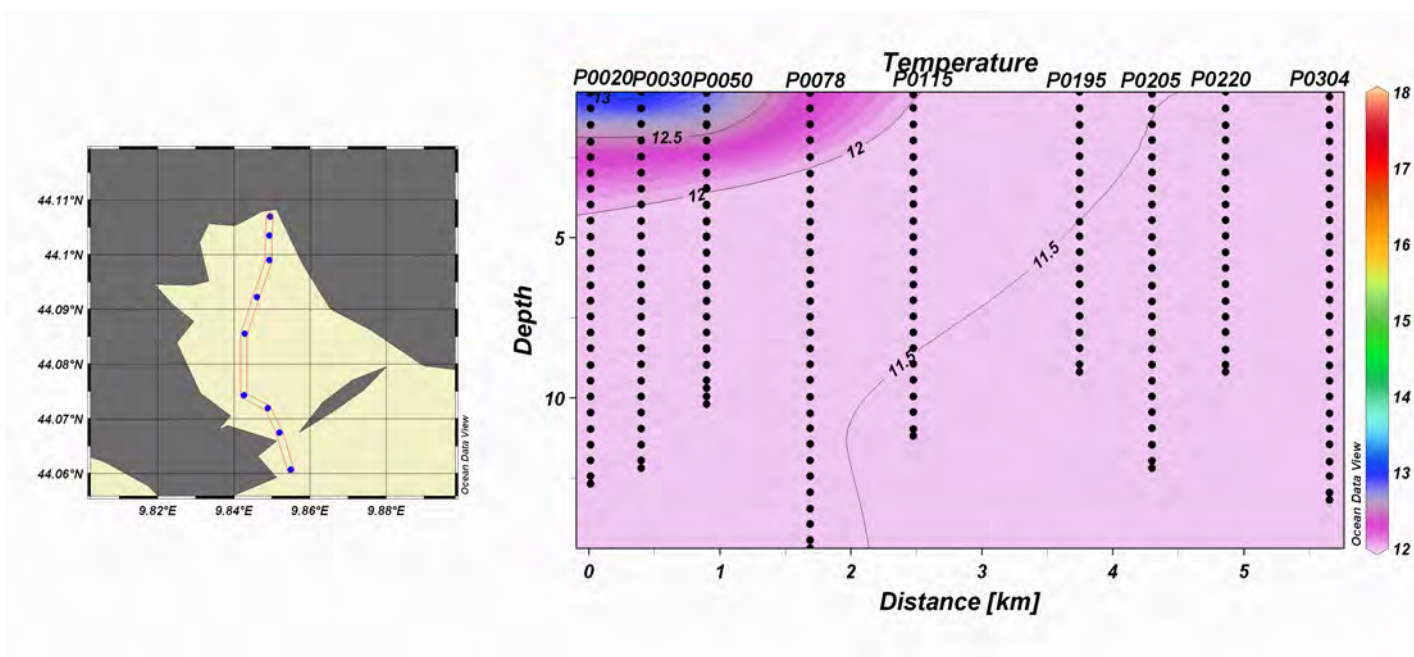 44.11°N
44.1°N
44.09°N
44.08°N
44.07°N
44.06°N
9.82°E 9.84°E 9.86°E 9.88°E
Ocean Data View
Temperature
P0020 P0030 P0050 P0078 P0115 P0195 P0205 P0220 P0304
13
12.5
12
12
11.5
11.5
5
10
Depth
0 1 2 3 4 5
Distance [km]
Ocean Data View
18
17
16
15
14
13
12